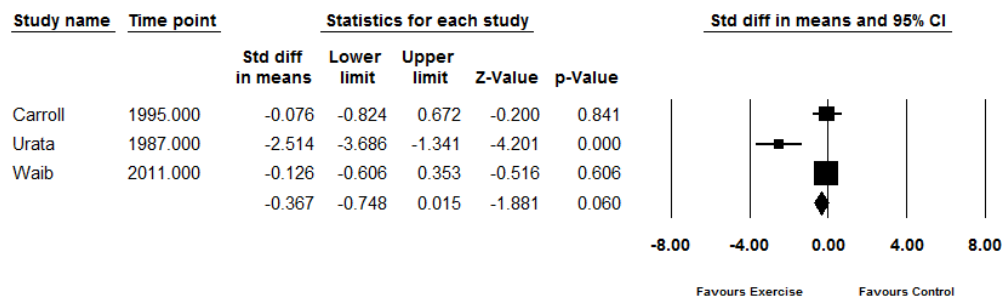 Study name Time point Statistics for each study Std diff in means and 95% CI
Std diff Lower Upper
in means limit limit Z-Value p-Value
Carroll 1995.000 -0.076 -0.824 0.672 -0.200 0.841
Urata 1987.000 -2.514 -3.686 -1.341 -4.201 0.000
Waib 2011.000 -0.126 -0.606 0.353 -0.516 0.606
-0.367 -0.748 0.015 -1.881 0.060
-8.00 -4.00 0.00 4.00 8.00
Favours Exercise Favours Control